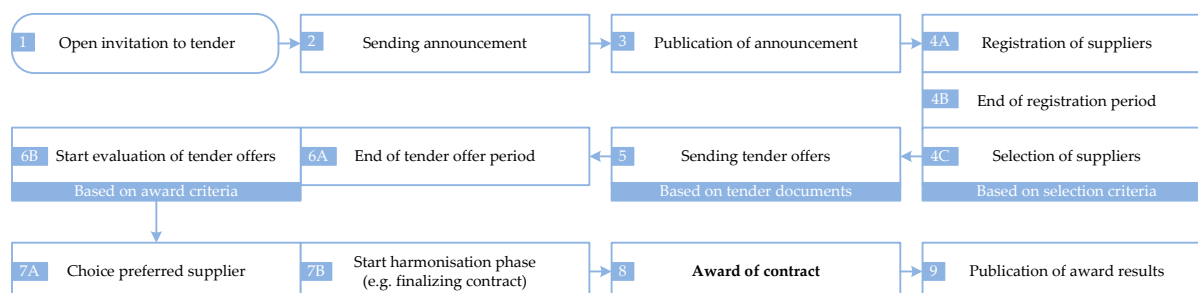 1 Open invitation to tender
2 Sending announcement
3 Publication of announcement
4A Registration of suppliers
4B End of registration period
4C Selection of suppliers
Based on selection criteria
5 Sending tender offers
Based on tender documents
6A End of tender offer period
6B Start evaluation of tender offers
Based on award criteria
7A Choice preferred supplier
7B Start harmonisation phase
(e.g. finalizing contract)
8 Award of contract
9 Publication of award results